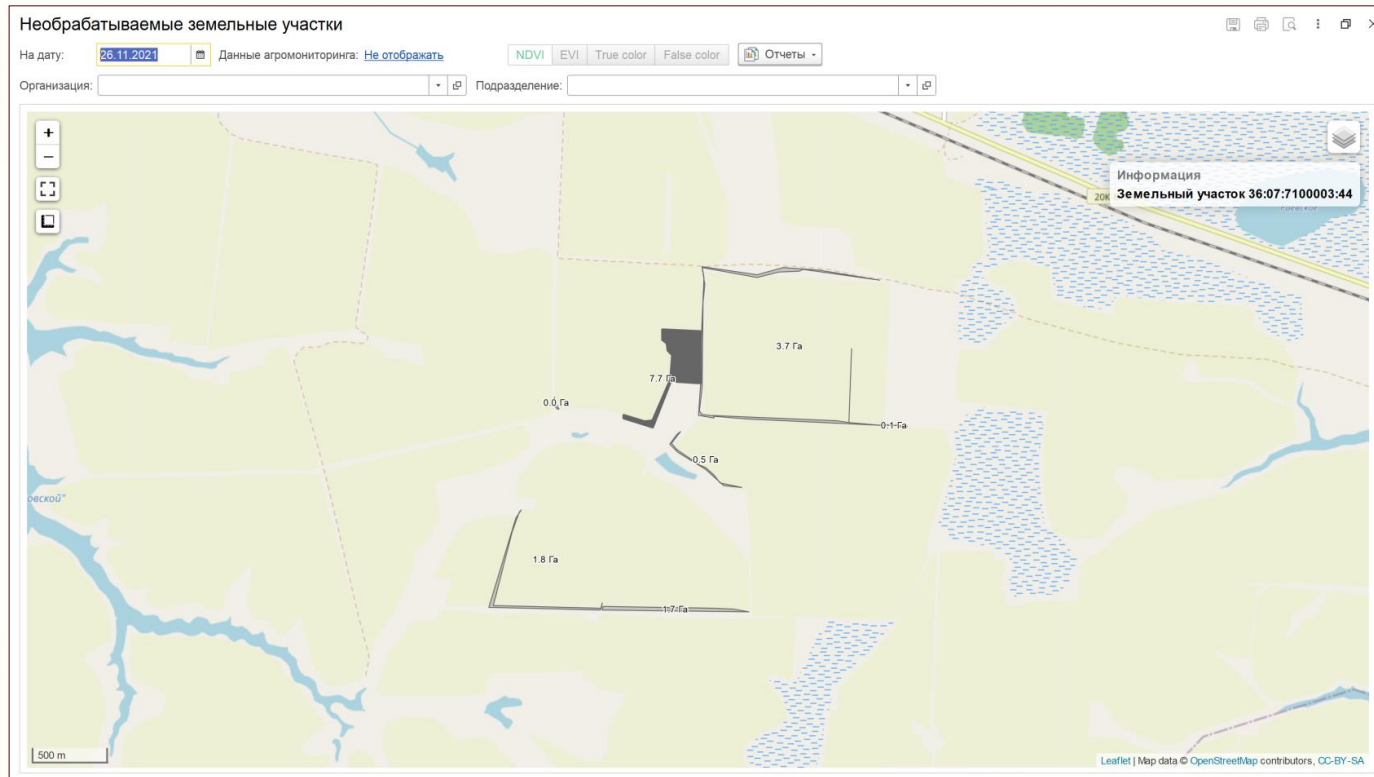 Необрабатываемые земельные участки
На дату: 26.11.2021 Данные агромониторинга: Не отображать NDVI EVI True color False color Отчеты
Организация: Подразделение:
+
−
Информация
Земельный участок 36:07:7100003:44
20К
3.7 Га
7.7 Га
0.0 Га
0.1 Га
0.5 Га
овской"
1.8 Га
1.7 Га
500 m
Leaflet | Map data © OpenStreetMap contributors, CC-BY-SA